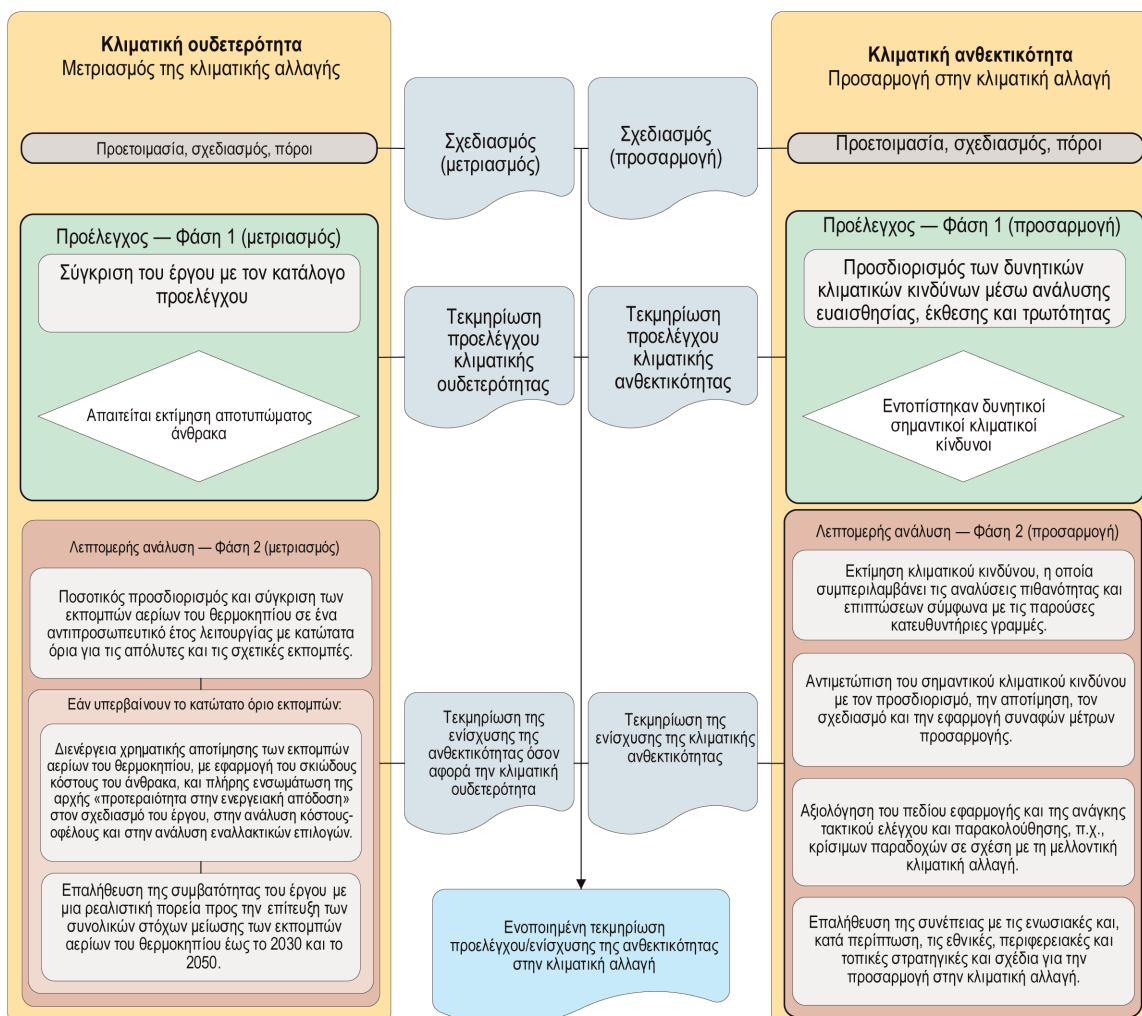 Κλιματική ουδετερότητα
Μετριασμός της κλιματικής αλλαγής
Προετοιμασία, σχεδιασμός, πόροι
Προέλεγχος — Φάση 1 (μετριασμός)
Σύγκριση του έργου με τον κατάλογο
προελέγχου
Απαιτείται εκτίμηση αποτυπώματος
άνθρακα
Λεπτομερής ανάλυση — Φάση 2 (μετριασμός)
Ποσοτικός προσδιορισμός και σύγκριση των
εκπομπών αερίων του θερμοκηπίου σε ένα
αντιπροσωπευτικό έτος λειτουργίας με κατώτατα
όρια για τις απόλυτες και τις σχετικές εκπομπές.
Εάν υπερβαίνουν το κατώτατο όριο εκπομπών:
Διενέργεια χρηματικής αποτίμησης των εκπομπών
αερίων του θερμοκηπίου, με εφαρμογή του σκιώδους
κόστους του άνθρακα, και πλήρης ενσωμάτωση της
αρχής «προτεραιότητα στην ενεργειακή απόδοση»
στον σχεδιασμό του έργου, στην ανάλυση κόστους-
οφέλους και στην ανάλυση εναλλακτικών επιλογών.
Επαλήθευση της συμβατότητας του έργου με
μια ρεαλιστική πορεία προς την επίτευξη των
συνολικών στόχων μείωσης των εκπομπών
αερίων του θερμοκηπίου έως το 2030 και το
2050.
Σχεδιασμός
(μετριασμός)
Σχεδιασμός
(προσαρμογή)
Τεκμηρίωση
προελέγχου
κλιματικής
ουδετερότητας
Τεκμηρίωση
προελέγχου
κλιματικής
ανθεκτικότητας
Τεκμηρίωση της
ενίσχυσης της
ανθεκτικότητας όσον
αφορά την κλιματική
ουδετερότητα
Τεκμηρίωση της
ενίσχυσης της κλιματικής
ανθεκτικότητας
Ενοποιημένη τεκμηρίωση
προελέγχου/ενίσχυσης της ανθεκτικότητας
στην κλιματική αλλαγή
Κλιματική ανθεκτικότητα
Προσαρμογή στην κλιματική αλλαγή
Προετοιμασία, σχεδιασμός, πόροι
Προέλεγχος — Φάση 1 (προσαρμογή)
Προσδιορισμός των δυνητικών
κλιματικών κινδύνων μέσω ανάλυσης
ευαισθησίας, έκθεσης και τρωτότητας
Εντοπίστηκαν δυνητικοί
σημαντικοί κλιματικοί
κίνδυνοι
Λεπτομερής ανάλυση — Φάση 2 (προσαρμογή)
Εκτίμηση κλιματικού κινδύνου, η οποία
συμπεριλαμβάνει τις αναλύσεις πιθανότητας και
επιπτώσεων σύμφωνα με τις παρούσες
κατευθυντήριες γραμμές.
Αντιμετώπιση του σημαντικού κλιματικού κινδύνου
με τον προσδιορισμό, την αποτίμηση, τον
σχεδιασμό και την εφαρμογή συναφών μέτρων
προσαρμογής.
Αξιολόγηση του πεδίου εφαρμογής και της ανάγκης
τακτικού ελέγχου και παρακολούθησης, π.χ.,
κρίσιμων παραδοχών σε σχέση με τη μελλοντική
κλιματική αλλαγή.
Επαλήθευση της συνέπειας με τις ενωσιακές και,
κατά περίπτωση, τις εθνικές, περιφερειακές και
τοπικές στρατηγικές και σχέδια για την
προσαρμογή στην κλιματική αλλαγή.